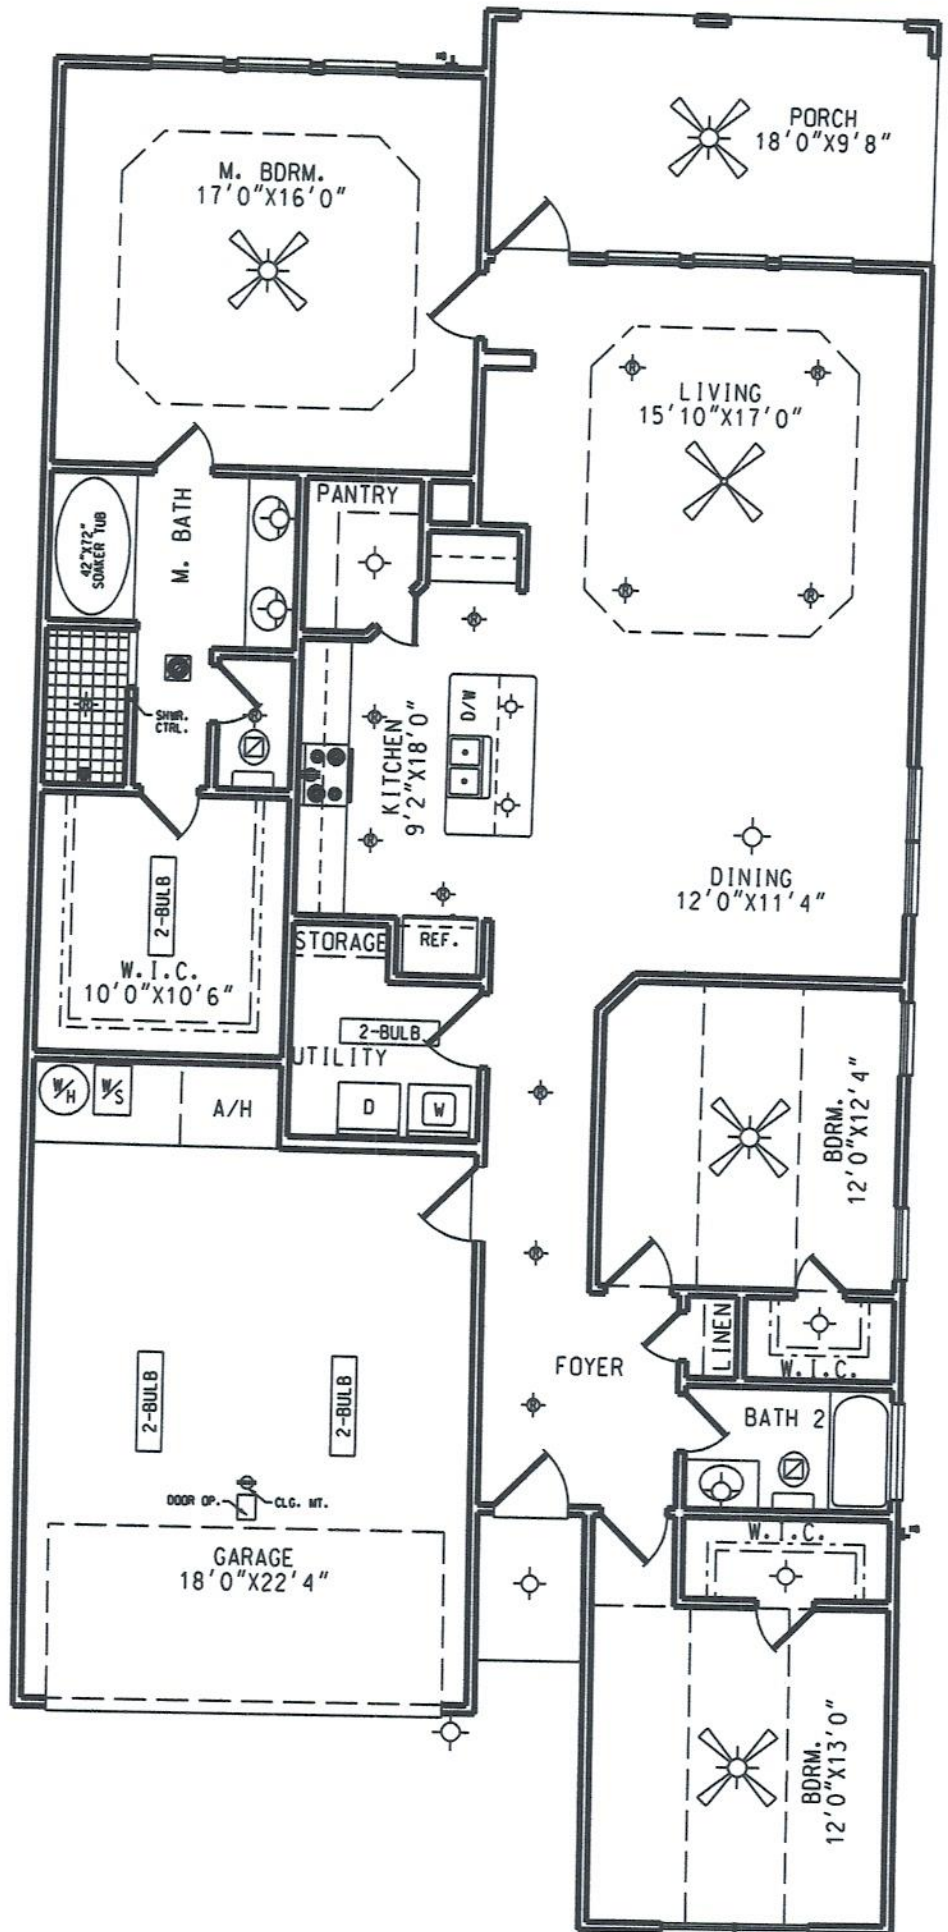 PORCH
18'0"X9'8"
M. BDRM.
17'0"X16'0"
LIVING
15'10"X17'0"
PANTRY
M. BATH
42"X72"
SOAKER TUB
SHWR.
CTRL.
D/W
KITCHEN
9'2"X18'0"
DINING
12'0"X11'4"
2-BULB
W.I.C.
10'0"X10'6"
STORAGE
REF.
2-BULB
UTILITY
W/H
W/S
A/H
D
W
BDRM.
12'0"X12'4"
LINEN
W.I.C.
FOYER
BATH 2
2-BULB
2-BULB
DOOR OP.
CLG. MT.
GARAGE
18'0"X22'4"
W.I.C.
BDRM.
12'0"X13'0"